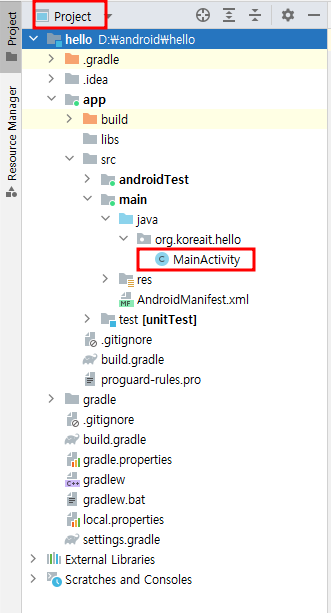 Project
Project
Resource Manager
hello D:₩android₩hello
.gradle
.idea
app
build
libs
src
androidTest
main
java
org.koreait.hello
C MainActivity
res
MF AndroidManifest.xml
test [unitTest]
.gitignore
build.gradle
proguard-rules.pro
gradle
.gitignore
build.gradle
gradle.properties
C++ gradlew
gradlew.bat
local.properties
settings.gradle
External Libraries
Scratches and Consoles